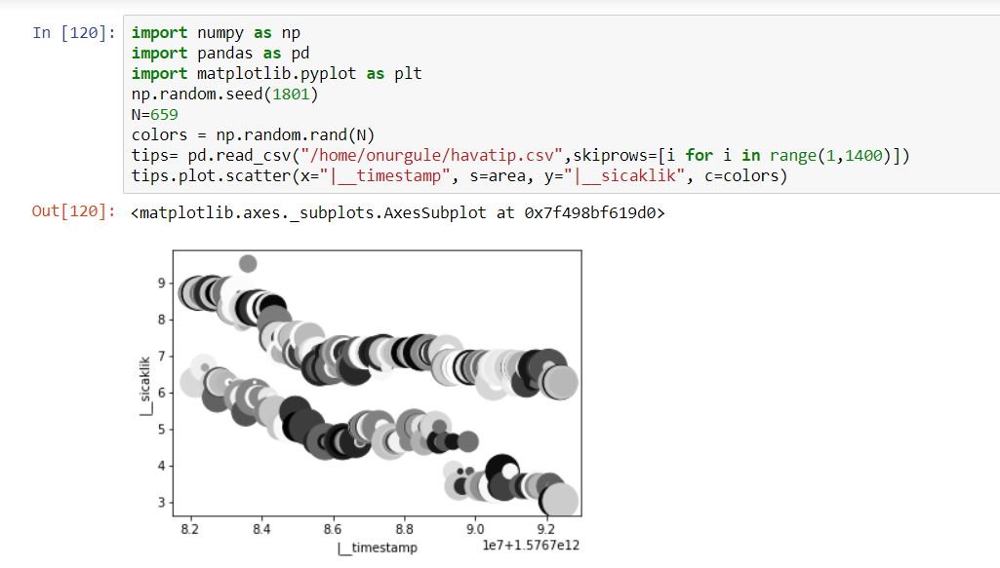 In [120]: import numpy as np
import pandas as pd
import matplotlib.pyplot as plt
np.random.seed(1801)
N=659
colors = np.random.rand(N)
tips= pd.read_csv("/home/onurgule/havatip.csv",skiprows=[i for i in range(1,1400)])
tips.plot.scatter(x="|__timestamp", s=area, y="|__sicaklik", c=colors)
Out[120]: <matplotlib.axes._subplots.AxesSubplot at 0x7f498bf619d0>
9
8
7
6
5
4
3
|__sicaklik
8.2 8.4 8.6 8.8 9.0 9.2
|__timestamp
1e7+1.5767e12